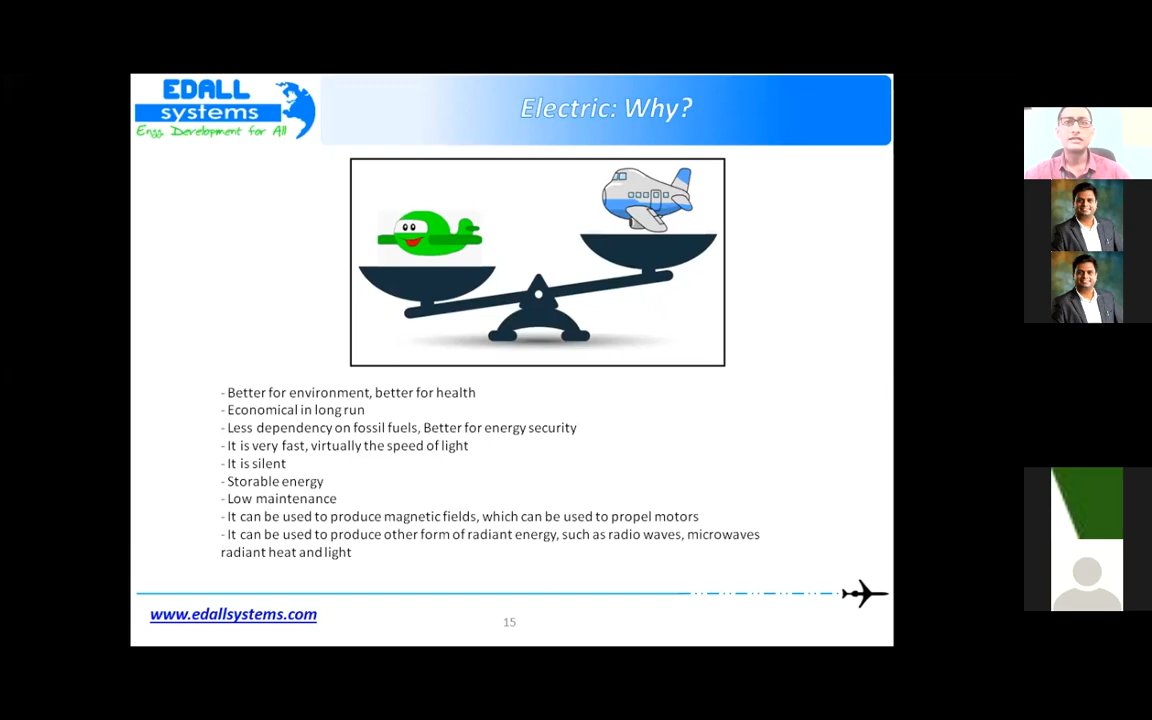 EDALL
systems
Engg. Development for All
Electric: Why?
- Better for environment, better for health
- Economical in long run
- Less dependency on fossil fuels, Better for energy security
- It is very fast, virtually the speed of light
- It is silent
- Storable energy
- Low maintenance
- It can be used to produce magnetic fields, which can be used to propel motors
- It can be used to produce other form of radiant energy, such as radio waves, microwaves
radiant heat and light
www.edallsystems.com
15